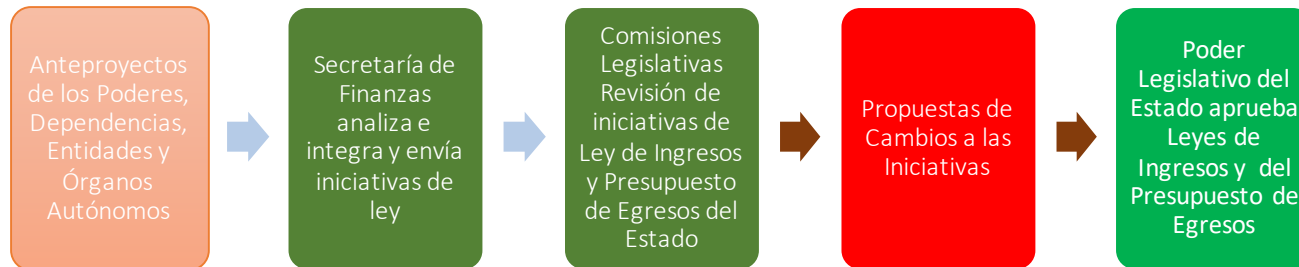 Anteproyectos
de los Poderes,
Dependencias,
Entidades y
Órganos
Autónomos
Secretaría de
Finanzas
analiza e
integra y envía
iniciativas de
ley
Comisiones
Legislativas
Revisión de
iniciativas de
Ley de Ingresos
y Presupuesto
de Egresos del
Estado
Propuestas de
Cambios a las
Iniciativas
Poder
Legislativo del
Estado aprueba
Leyes de
Ingresos y del
Presupuesto de
Egresos